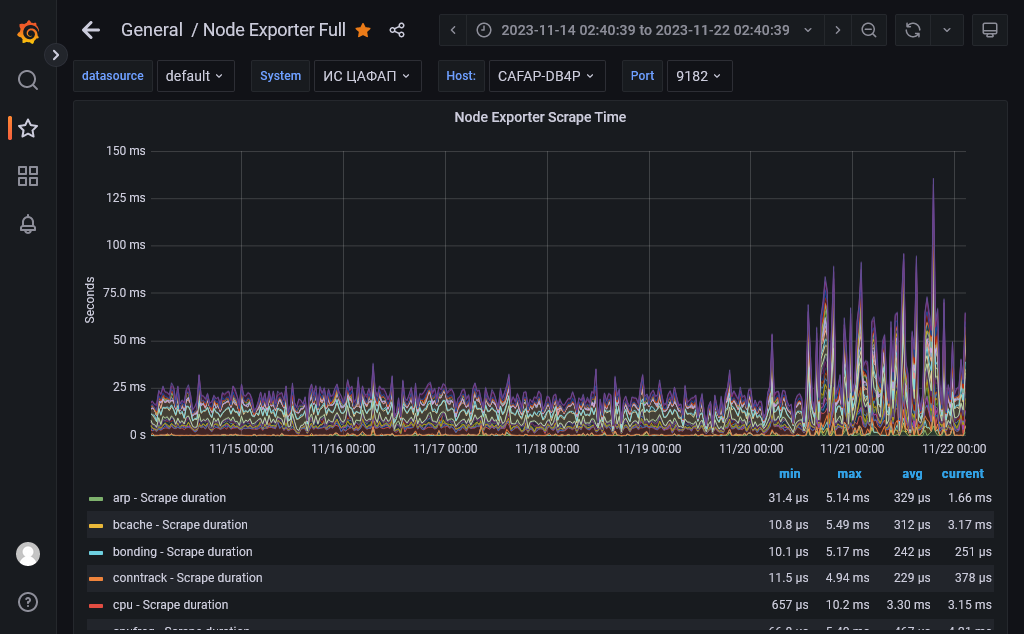 General / Node Exporter Full
2023-11-14 02:40:39 to 2023-11-22 02:40:39
datasource default System ИС ЦАФАП Host: CAFAP-DB4P Port 9182
Node Exporter Scrape Time
150 ms
125 ms
100 ms
75.0 ms
50 ms
25 ms
0 s
Seconds
11/15 00:00 11/16 00:00 11/17 00:00 11/18 00:00 11/19 00:00 11/20 00:00 11/21 00:00 11/22 00:00
min max avg current
arp - Scrape duration 31.4 µs 5.14 ms 329 µs 1.66 ms
bcache - Scrape duration 10.8 µs 5.49 ms 312 µs 3.17 ms
bonding - Scrape duration 10.1 µs 5.17 ms 242 µs 251 µs
conntrack - Scrape duration 11.5 µs 4.94 ms 229 µs 378 µs
cpu - Scrape duration 657 µs 10.2 ms 3.30 ms 3.15 ms